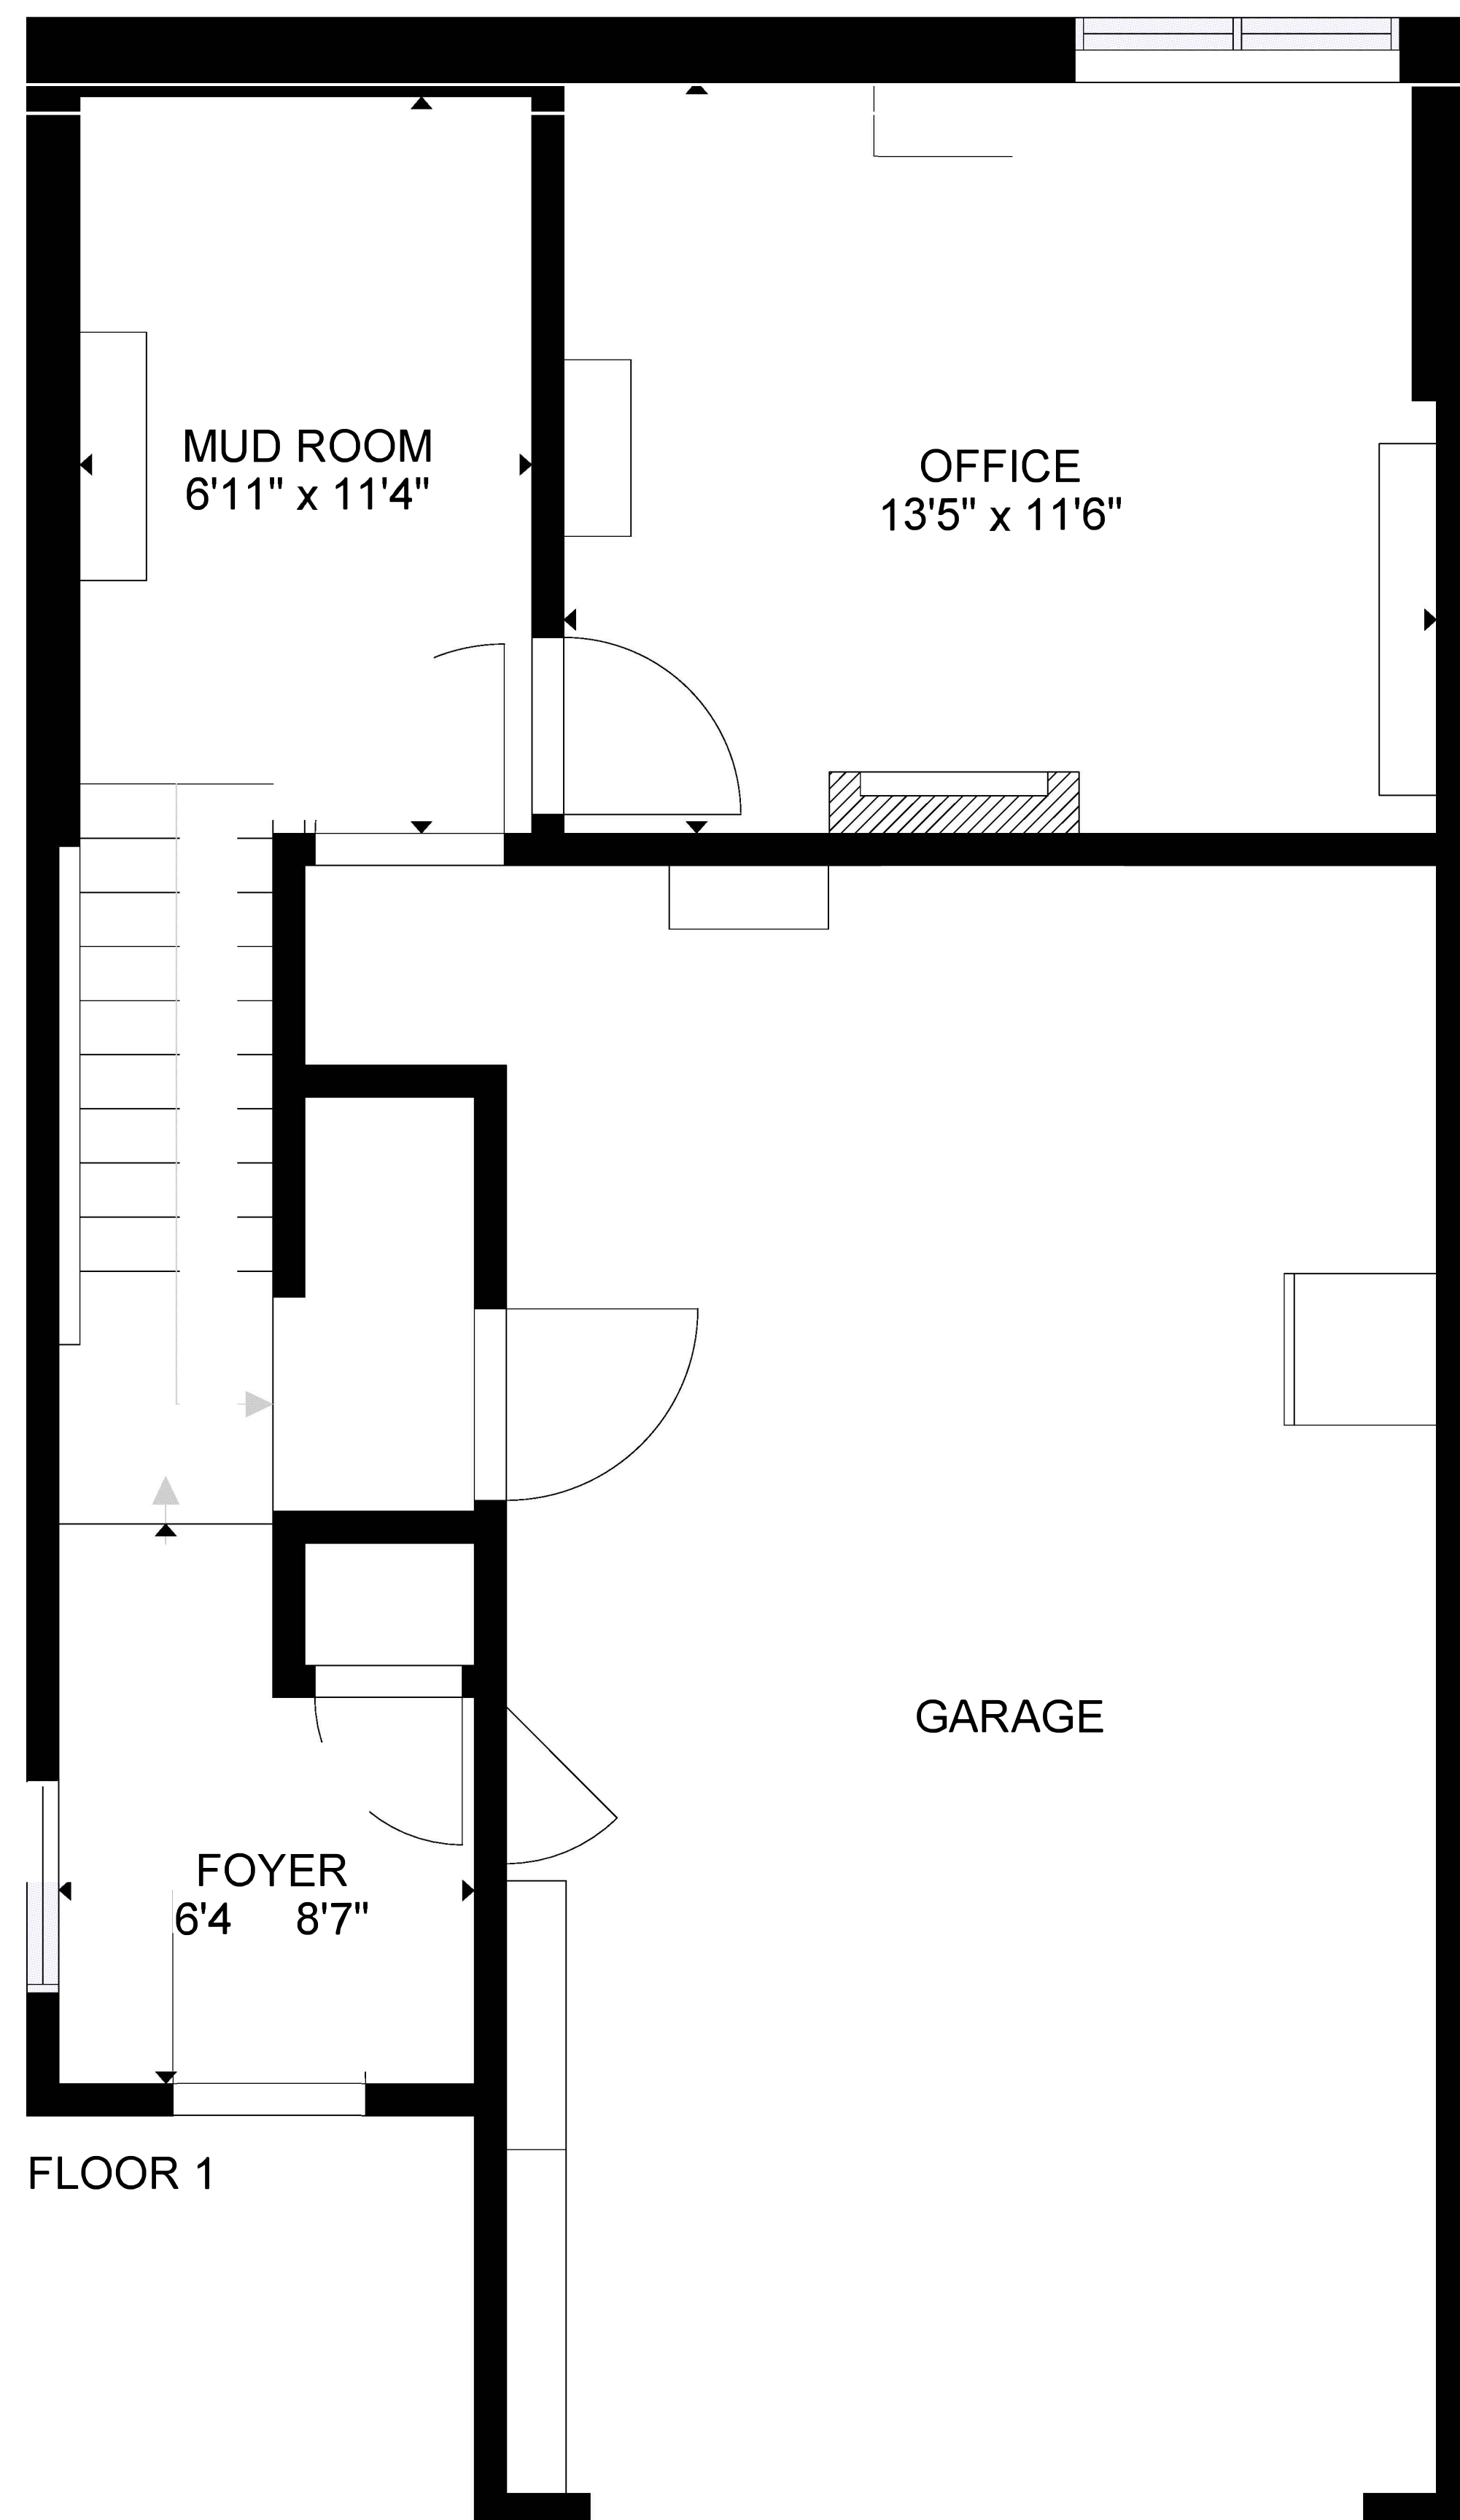 MUD ROOM
6'11" x 11'4"
OFFICE
13'5" x 11'6"
GARAGE
FOYER
6'4 8'7"
FLOOR 1